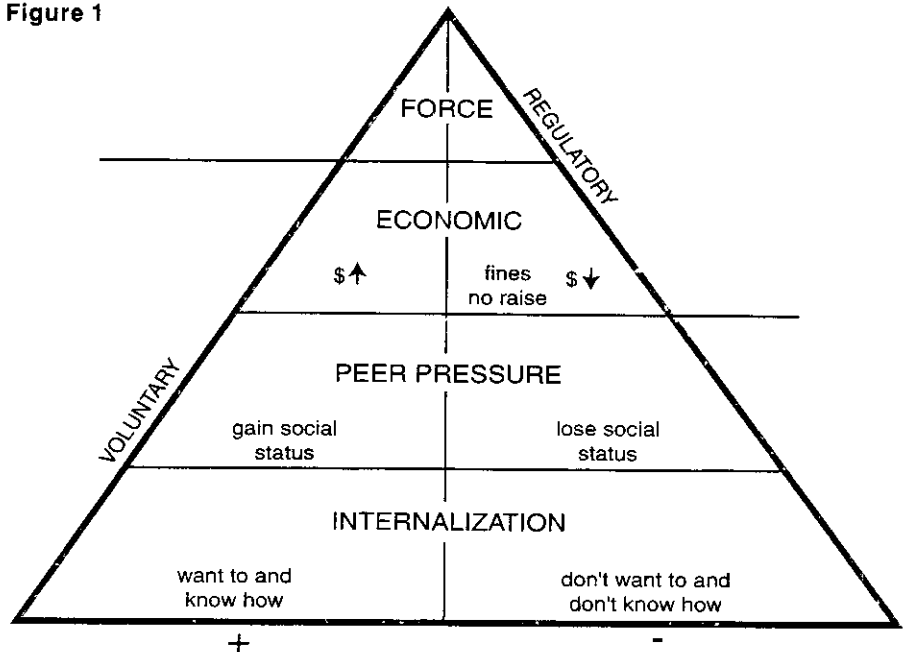 Figure 1
FORCE
REGULATORY
ECONOMIC
$↑
fines
no raise
$↓
VOLUNTARY
PEER PRESSURE
gain social
status
lose social
status
INTERNALIZATION
want to and
know how
don't want to and
don't know how
+
-